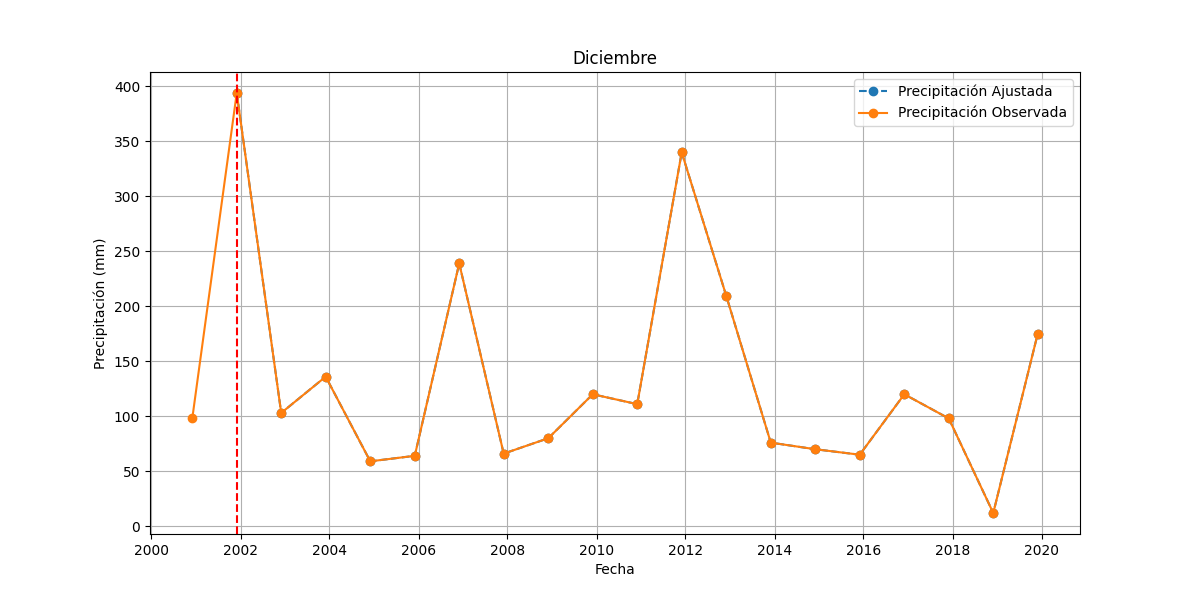 Diciembre
Precipitación Ajustada
Precipitación Observada
Precipitación (mm)
400
350
300
250
200
150
100
50
0
2000 2002 2004 2006 2008 2010 2012 2014 2016 2018 2020
Fecha